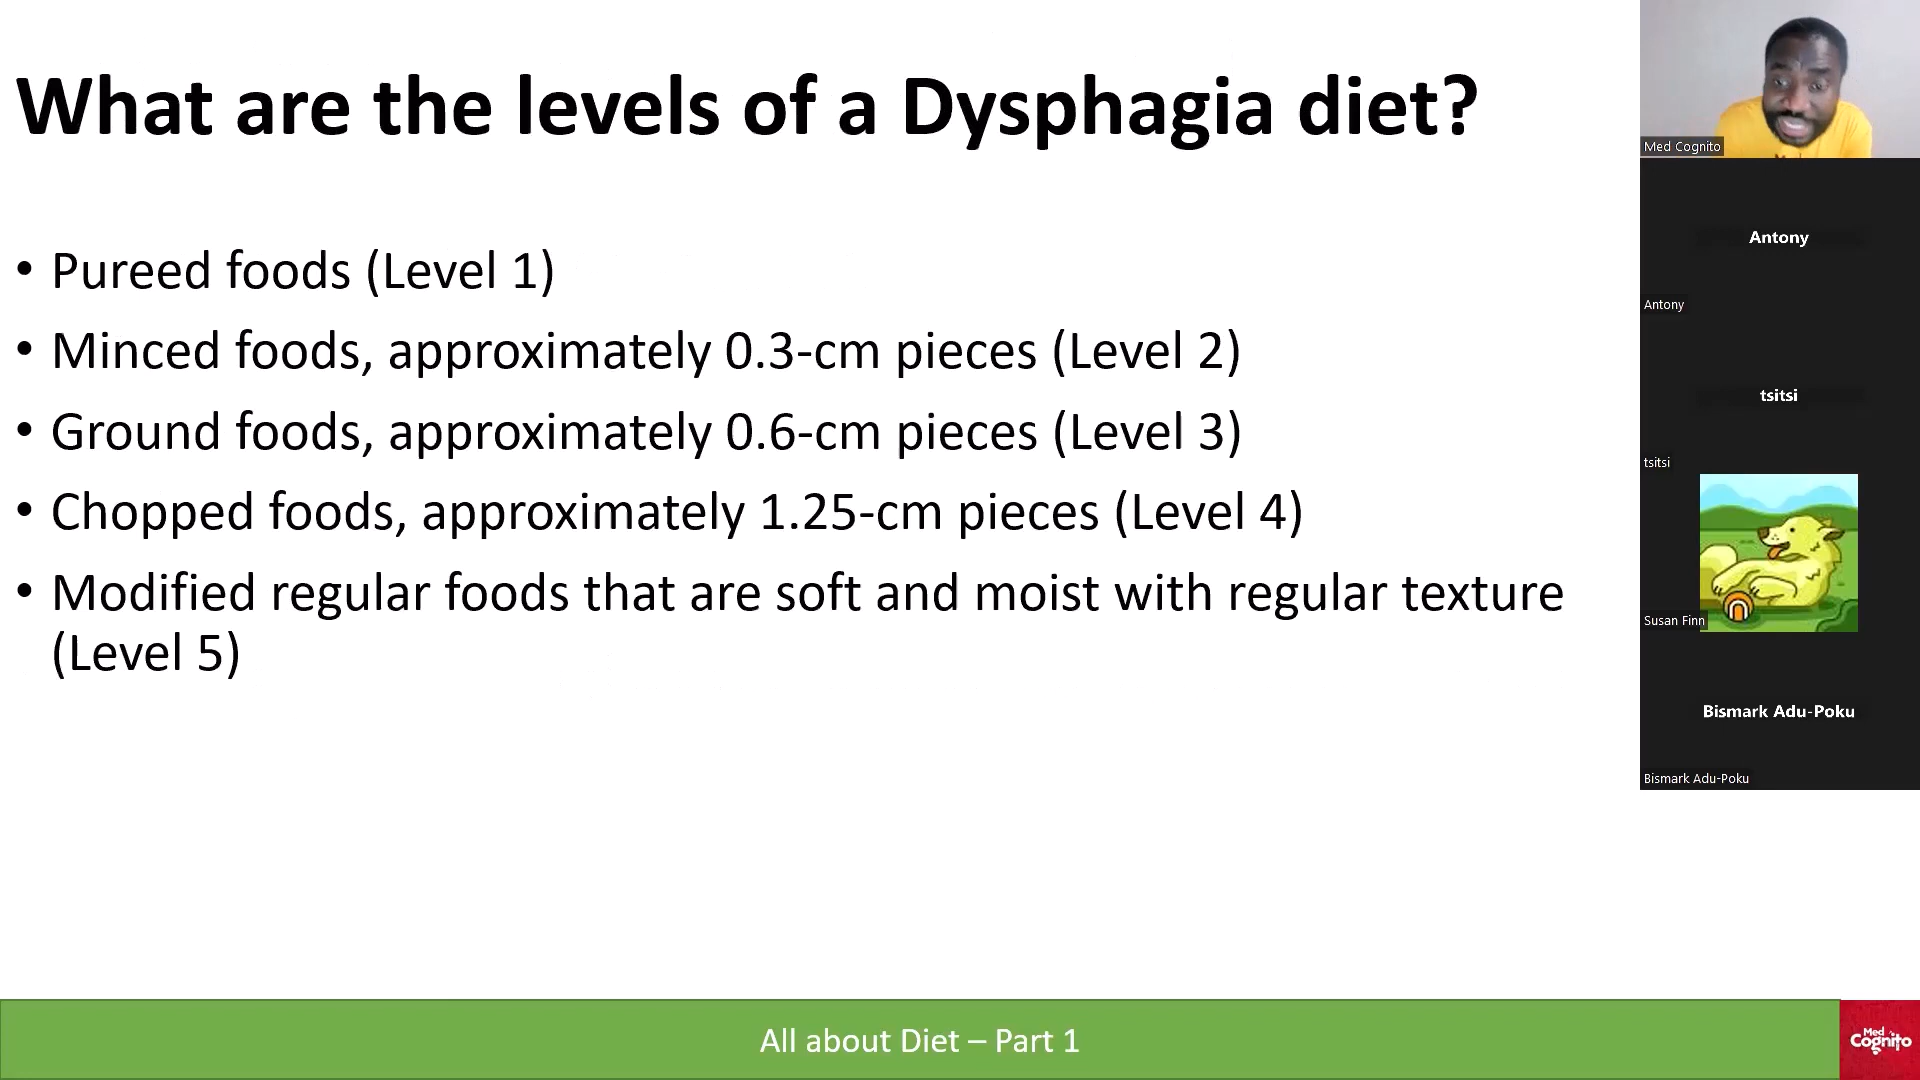 What are the levels of a Dysphagia diet?
• Pureed foods (Level 1)
• Minced foods, approximately 0.3-cm pieces (Level 2)
• Ground foods, approximately 0.6-cm pieces (Level 3)
• Chopped foods, approximately 1.25-cm pieces (Level 4)
• Modified regular foods that are soft and moist with regular texture
(Level 5)
Med Cognito
Antony
Antony
tsitsi
tsitsi
Susan Finn
Bismark Adu-Poku
Bismark Adu-Poku
All about Diet – Part 1
Med
Cognito